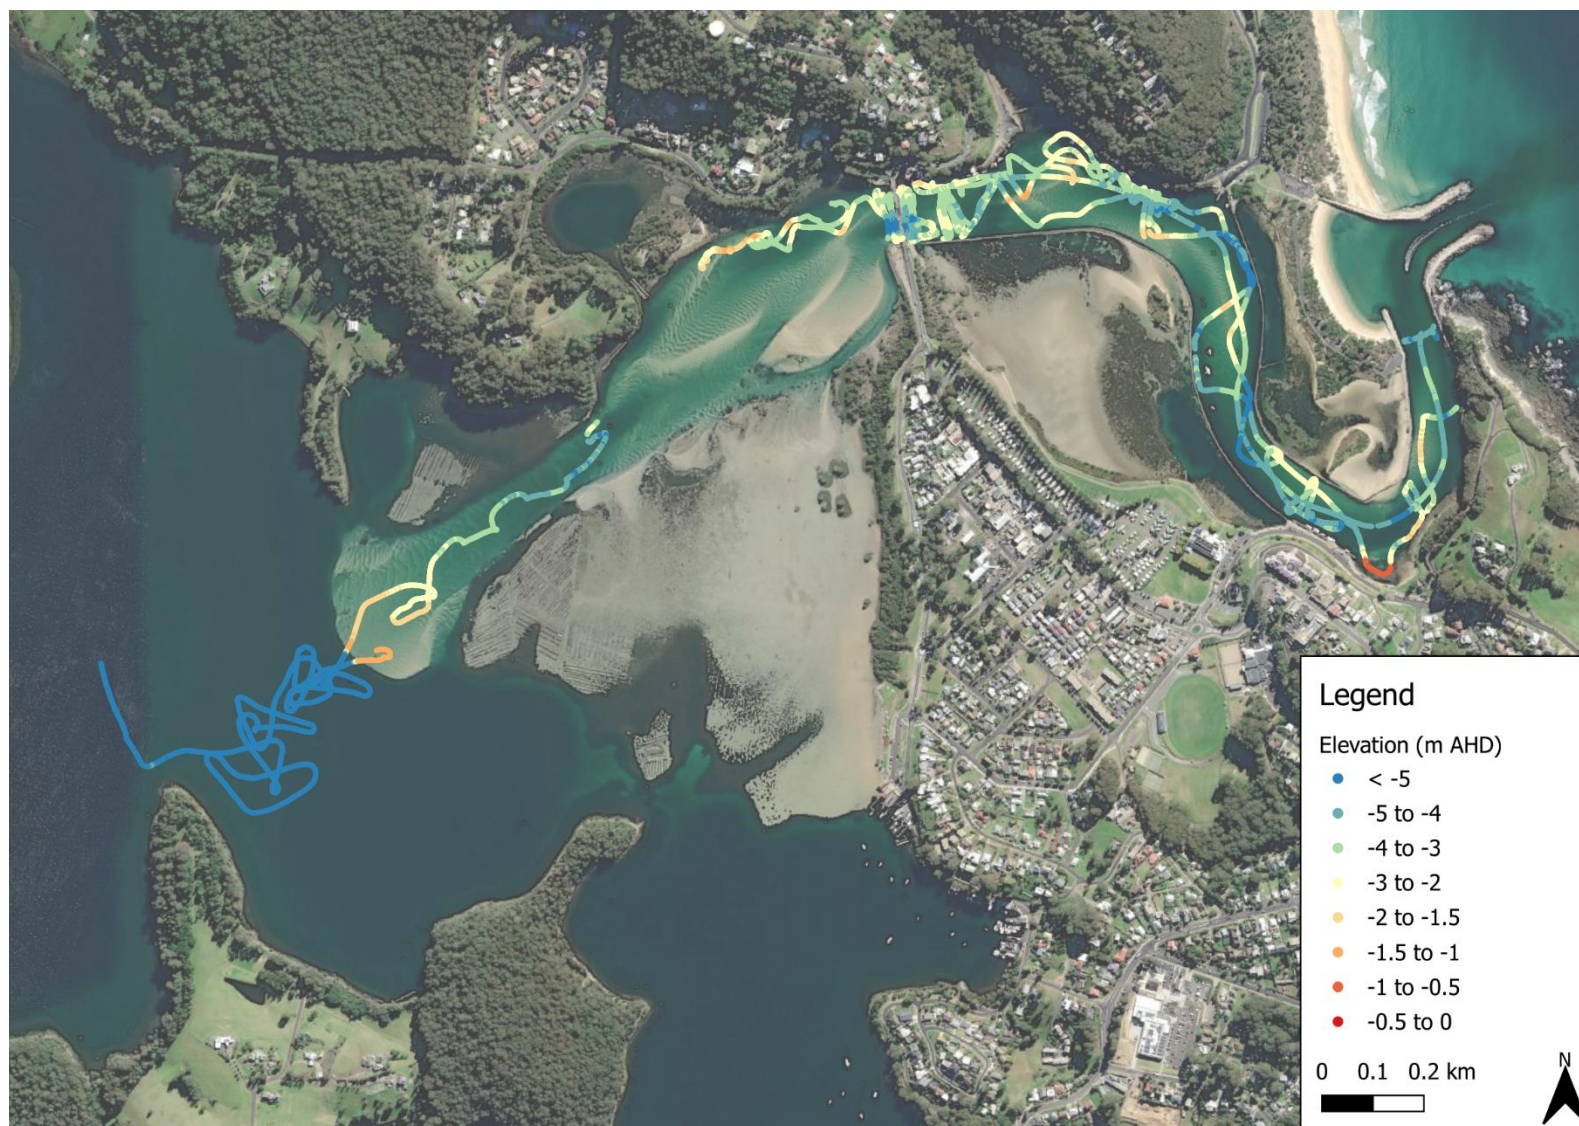 Legend
Elevation (m AHD)
< -5
-5 to -4
-4 to -3
-3 to -2
-2 to -1.5
-1.5 to -1
-1 to -0.5
-0.5 to 0
0 0.1 0.2 km
N